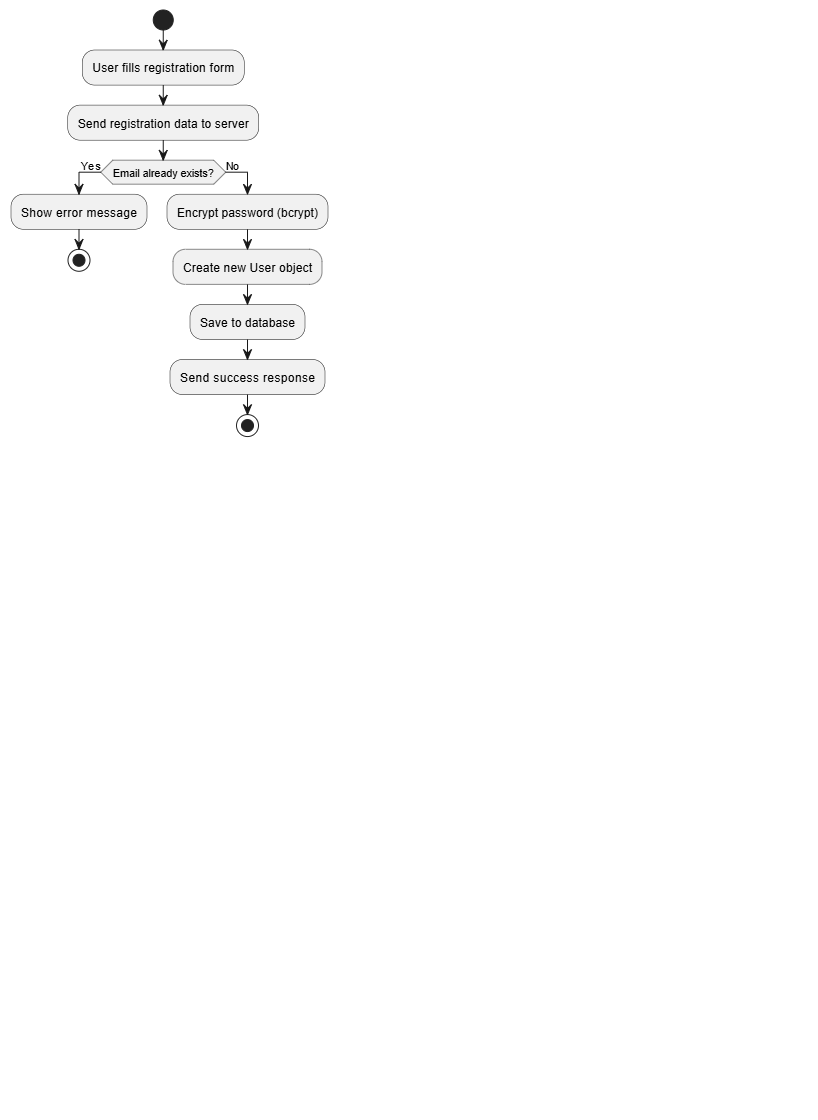 User fills registration form
Send registration data to server
Yes
Email already exists?
No
Show error message
Encrypt password (bcrypt)
Create new User object
Save to database
Send success response